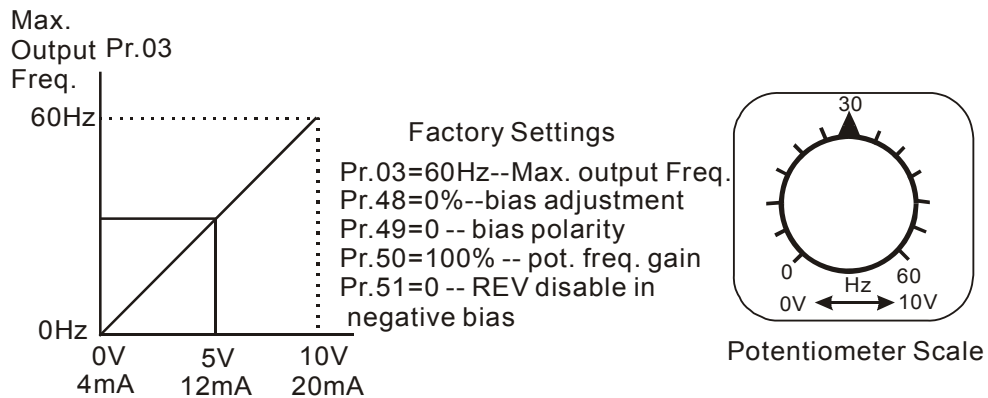 Max.
Output Pr.03
Freq.
60Hz
0Hz
0V 5V 10V
4mA 12mA 20mA
Factory Settings
Pr.03=60Hz--Max. output Freq.
Pr.48=0%--bias adjustment
Pr.49=0 -- bias polarity
Pr.50=100% -- pot. freq. gain
Pr.51=0 -- REV disable in
negative bias
30
0 60
Hz
0V 10V
Potentiometer Scale